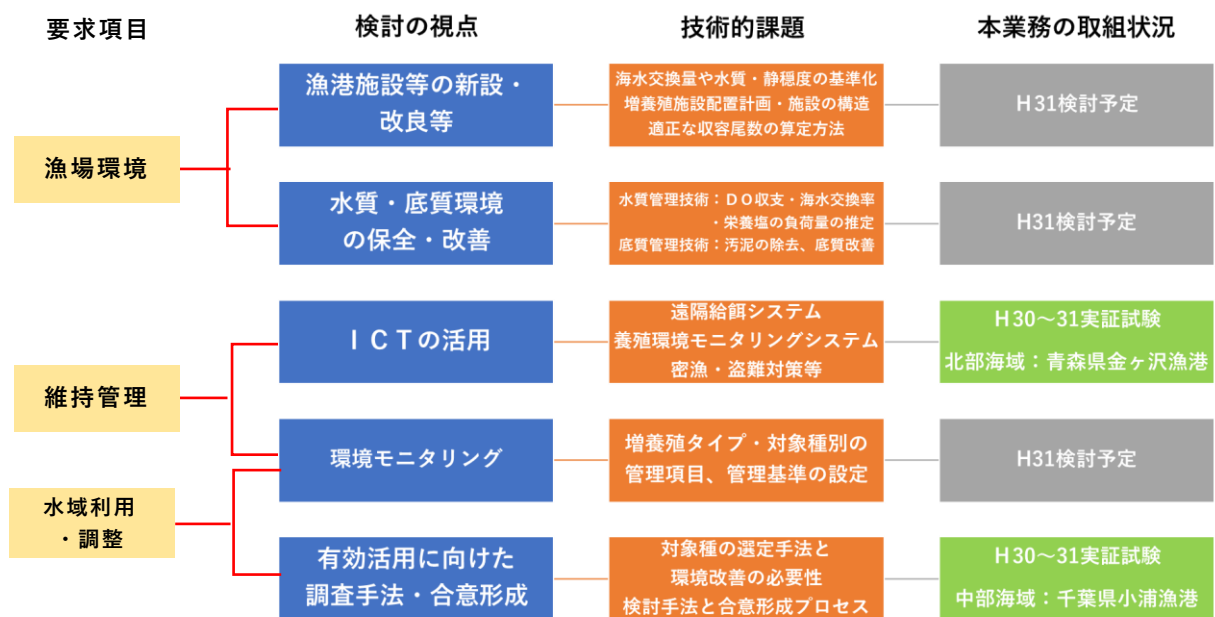 要求項目
検討の視点
技術的課題
本業務の取組状況
漁場環境
漁港施設等の新設・
改良等
海水交換量や水質・静穏度の基準化
増養殖施設配置計画・施設の構造
適正な収容尾数の算定方法
H31検討予定
水質・底質環境
の保全・改善
水質管理技術：ＤＯ収支・海水交換率
・栄養塩の負荷量の推定
底質管理技術：汚泥の除去、底質改善
H31検討予定
維持管理
ＩＣＴの活用
遠隔給餌システム
養殖環境モニタリングシステム
密漁・盗難対策等
H30～31実証試験
北部海域：青森県金ヶ沢漁港
環境モニタリング
増養殖タイプ・対象種別の
管理項目、管理基準の設定
H31検討予定
水域利用
・調整
有効活用に向けた
調査手法・合意形成
対象種の選定手法と
環境改善の必要性
検討手法と合意形成プロセス
H30～31実証試験
中部海域：千葉県小浦漁港